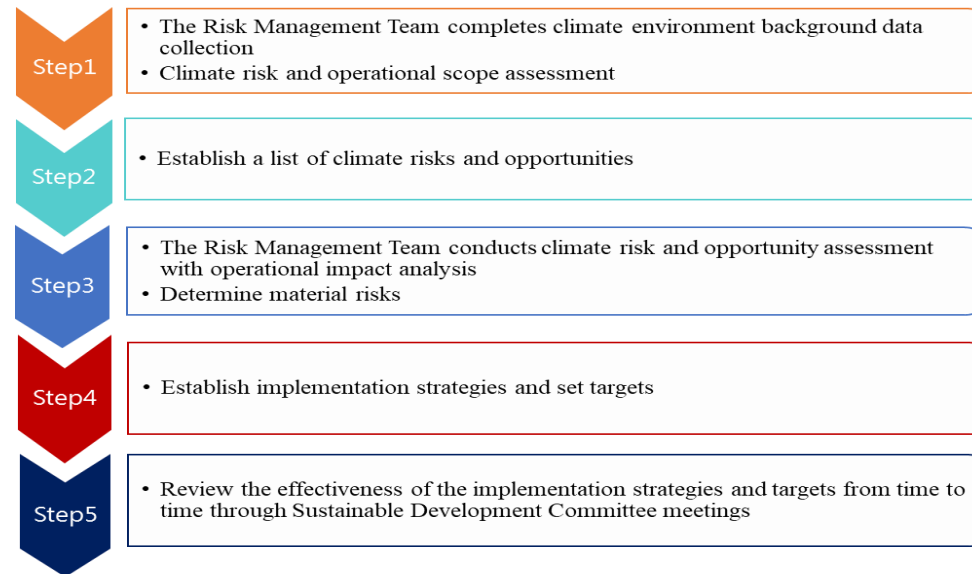 Step1
• The Risk Management Team completes climate environment background data
collection
• Climate risk and operational scope assessment
Step2
• Establish a list of climate risks and opportunities
Step3
• The Risk Management Team conducts climate risk and opportunity assessment
with operational impact analysis
• Determine material risks
Step4
• Establish implementation strategies and set targets
Step5
• Review the effectiveness of the implementation strategies and targets from time to
time through Sustainable Development Committee meetings